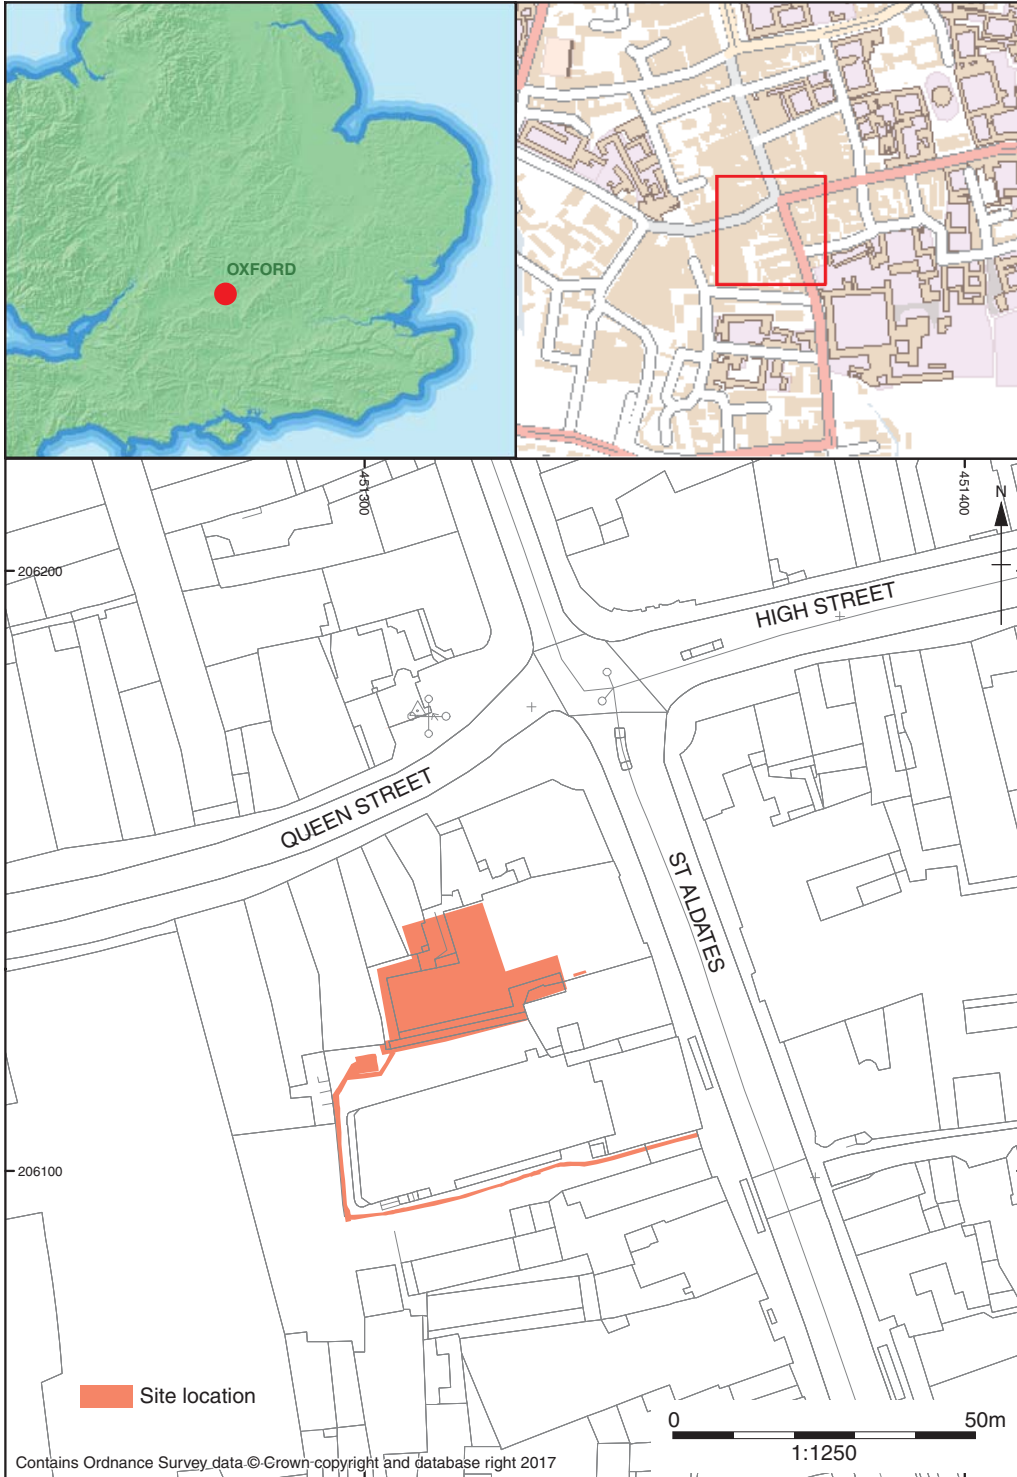 OXFORD
451300
451400
N
206200
HIGH STREET
QUEEN STREET
ST ALDATES
206100
Site location
0 50m
1:1250
Contains Ordnance Survey data © Crown copyright and database right 2017